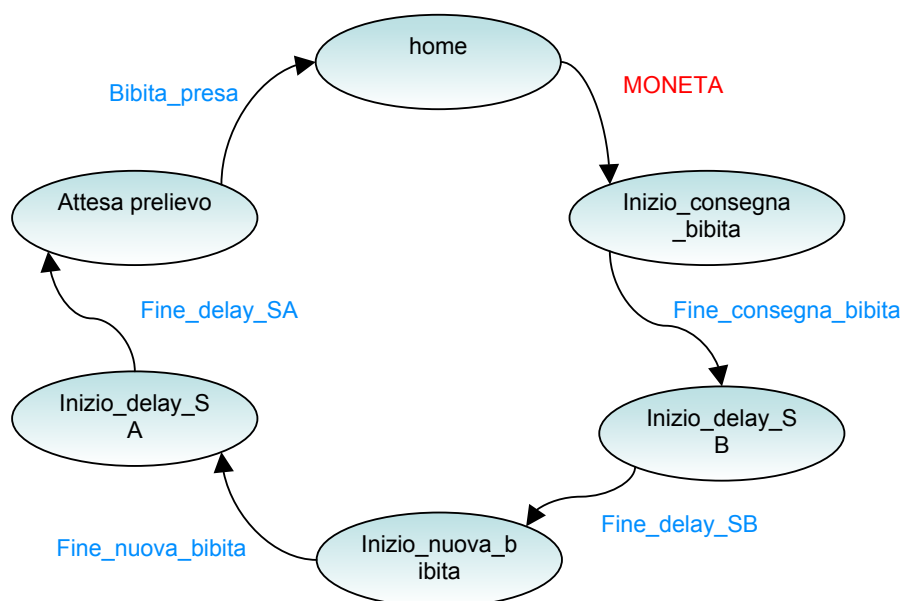 home
MONETA
Bibita_presa
Attesa prelievo
Inizio_consegna
_bibita
Fine_delay_SA
Fine_consegna_bibita
Inizio_delay_S
A
Inizio_delay_S
B
Fine_delay_SB
Fine_nuova_bibita
Inizio_nuova_b
ibita